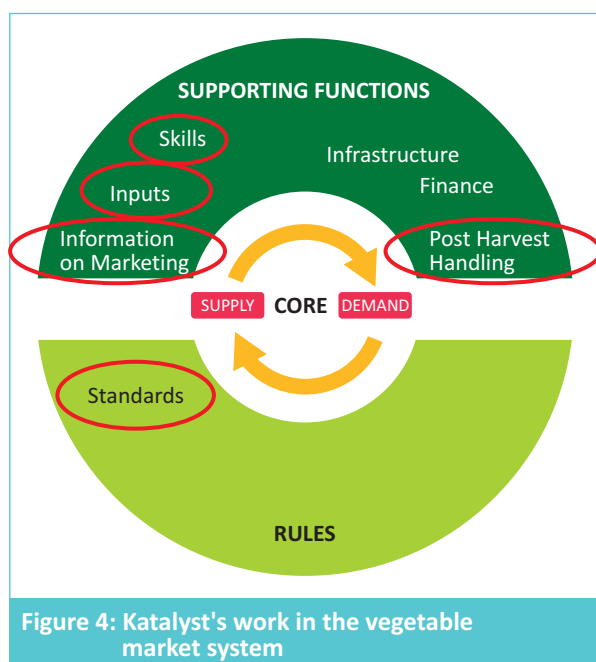 SUPPORTING FUNCTIONS
Skills
Infrastructure
Inputs
Finance
Information
on Marketing
Post Harvest
Handling
SUPPLY
CORE
DEMAND
Standards
RULES
Figure 4: Katalyst's work in the vegetable
market system